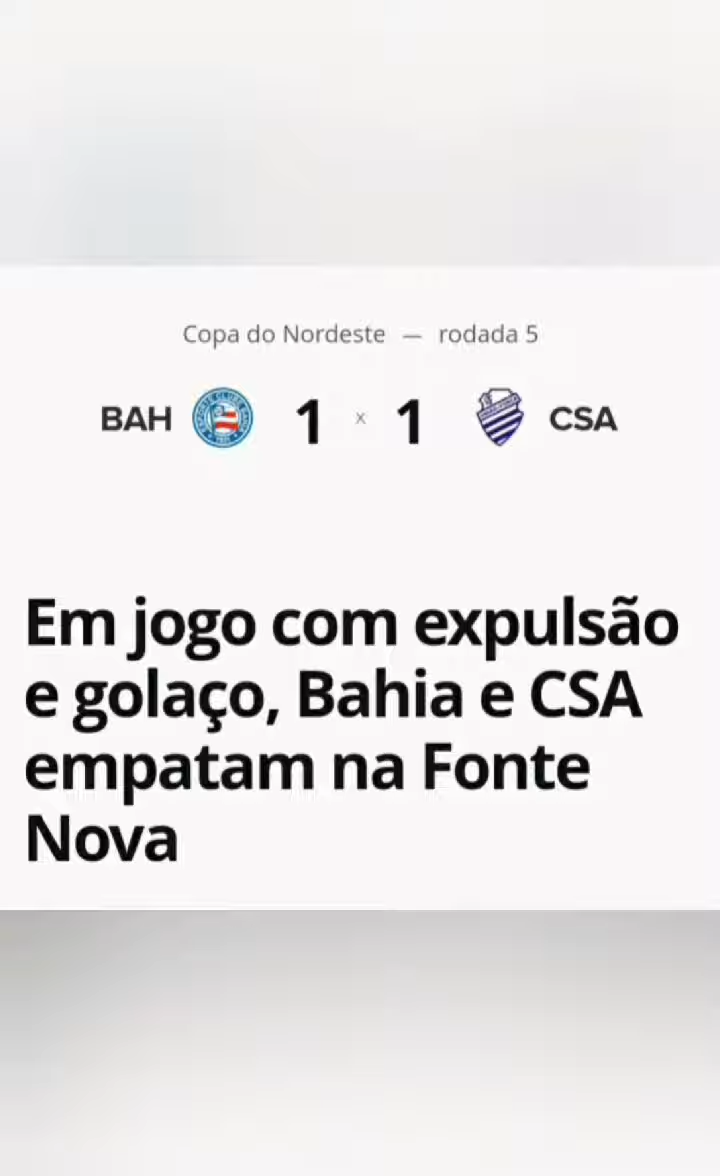 Copa do Nordeste — rodada 5
BAH 1 x 1 CSA
Em jogo com expulsão
e golaço, Bahia e CSA
empatam na Fonte
Nova